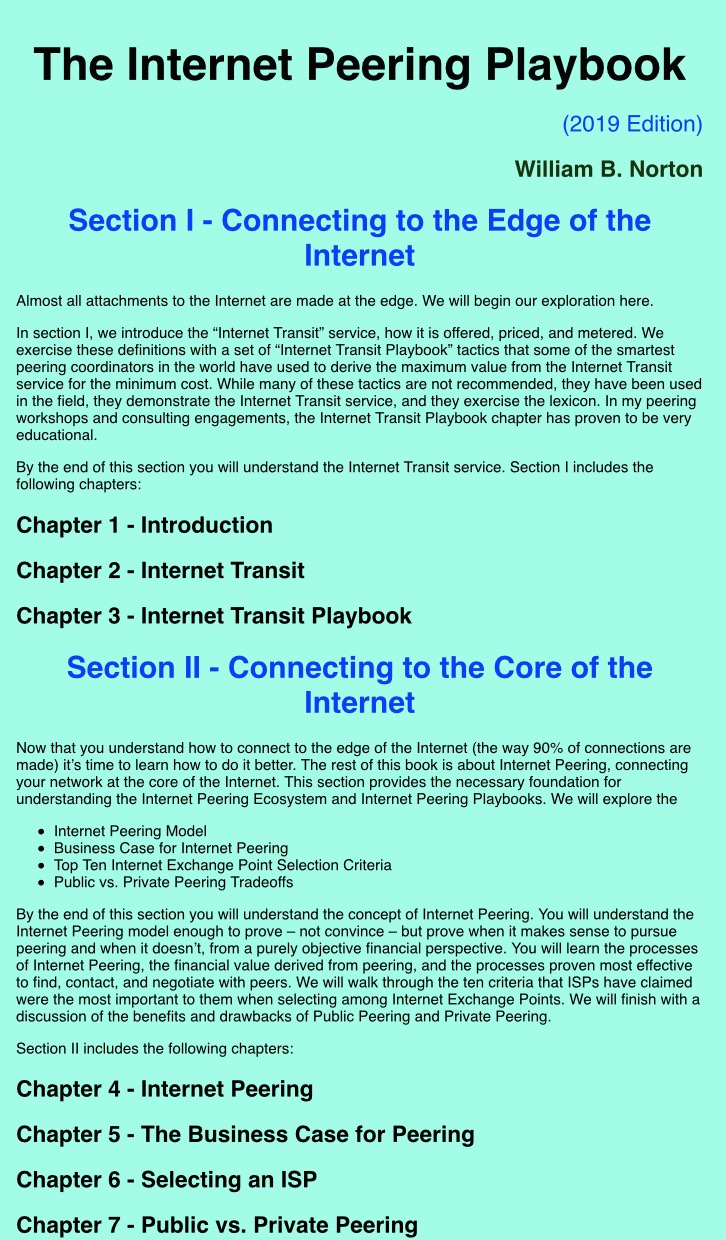 The Internet Peering Playbook
(2019 Edition)
William B. Norton
Section I - Connecting to the Edge of the
Internet
Almost all attachments to the Internet are made at the edge. We will begin our exploration here.
In section I, we introduce the “Internet Transit” service, how it is offered, priced, and metered. We
exercise these definitions with a set of “Internet Transit Playbook” tactics that some of the smartest
peering coordinators in the world have used to derive the maximum value from the Internet Transit
service for the minimum cost. While many of these tactics are not recommended, they have been used
in the field, they demonstrate the Internet Transit service, and they exercise the lexicon. In my peering
workshops and consulting engagements, the Internet Transit Playbook chapter has proven to be very
educational.
By the end of this section you will understand the Internet Transit service. Section I includes the
following chapters:
Chapter 1 - Introduction
Chapter 2 - Internet Transit
Chapter 3 - Internet Transit Playbook
Section II - Connecting to the Core of the
Internet
Now that you understand how to connect to the edge of the Internet (the way 90% of connections are
made) it’s time to learn how to do it better. The rest of this book is about Internet Peering, connecting
your network at the core of the Internet. This section provides the necessary foundation for
understanding the Internet Peering Ecosystem and Internet Peering Playbooks. We will explore the
• Internet Peering Model
• Business Case for Internet Peering
• Top Ten Internet Exchange Point Selection Criteria
• Public vs. Private Peering Tradeoffs
By the end of this section you will understand the concept of Internet Peering. You will understand the
Internet Peering model enough to prove – not convince – but prove when it makes sense to pursue
peering and when it doesn’t, from a purely objective financial perspective. You will learn the processes
of Internet Peering, the financial value derived from peering, and the processes proven most effective
to find, contact, and negotiate with peers. We will walk through the ten criteria that ISPs have claimed
were the most important to them when selecting among Internet Exchange Points. We will finish with a
discussion of the benefits and drawbacks of Public Peering and Private Peering.
Section II includes the following chapters:
Chapter 4 - Internet Peering
Chapter 5 - The Business Case for Peering
Chapter 6 - Selecting an ISP
Chapter 7 - Public vs. Private Peering